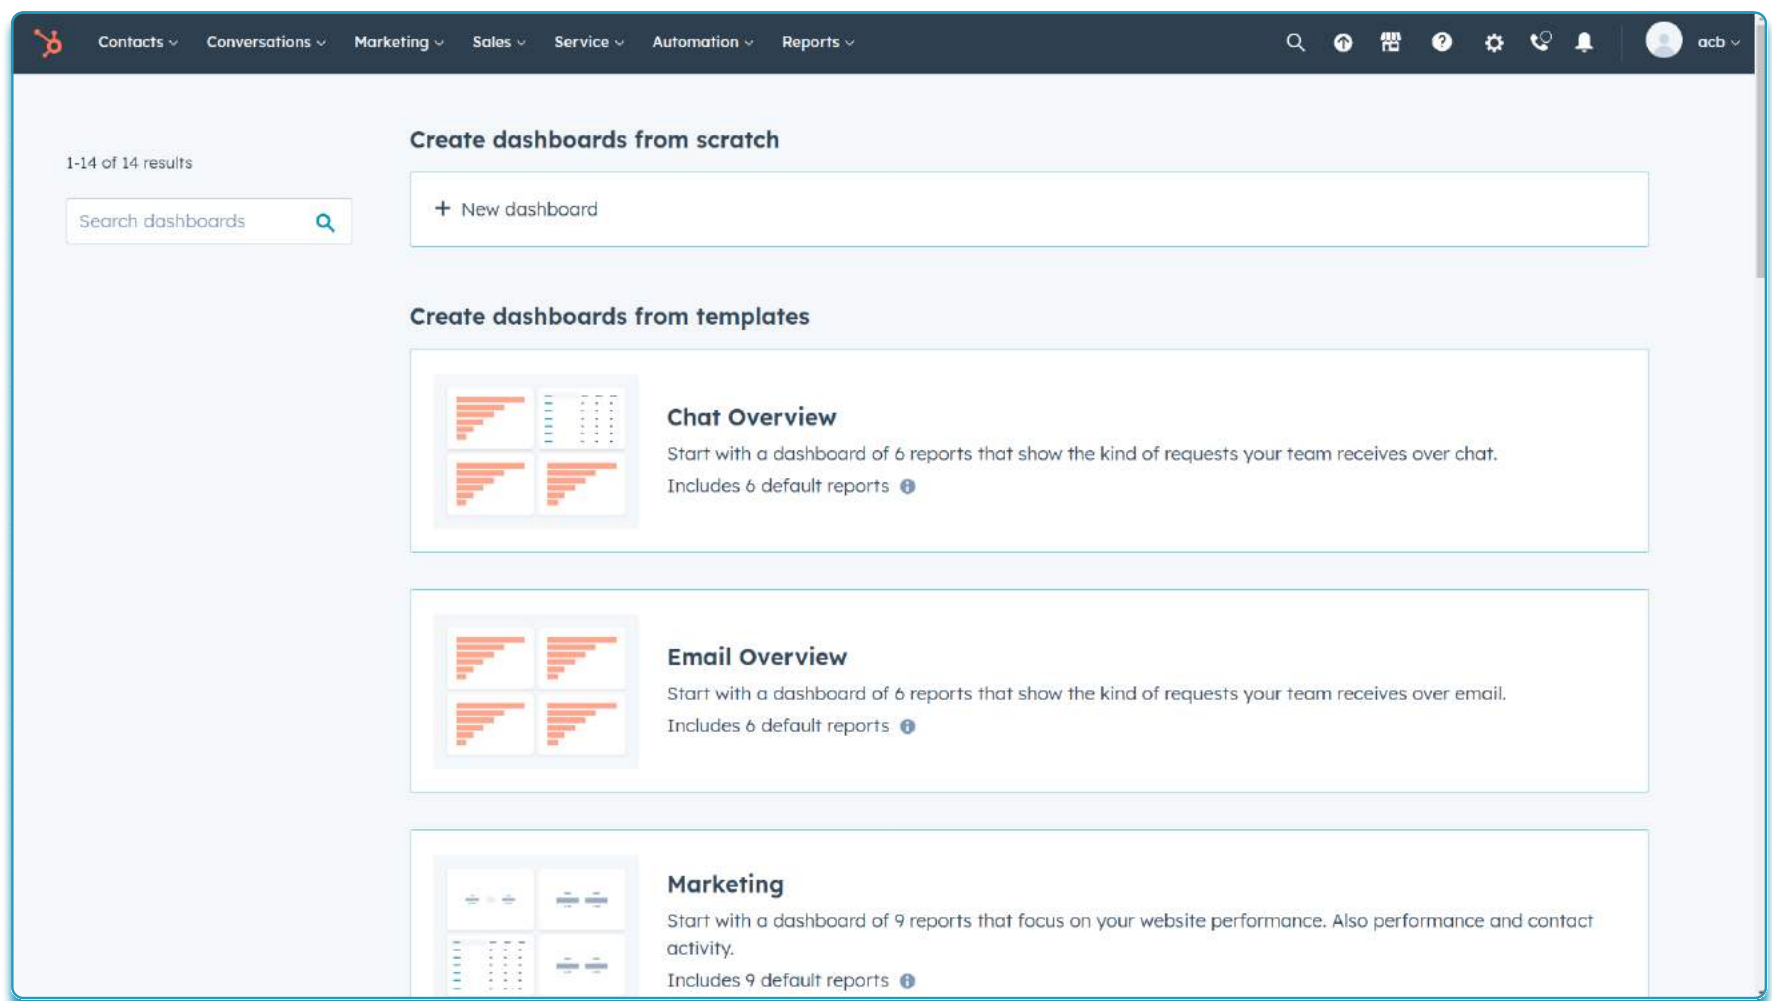 Contacts Conversations Marketing Sales Service Automation Reports acb
1-14 of 14 results
Search dashboards
Create dashboards from scratch
+ New dashboard
Create dashboards from templates
Chat Overview
Start with a dashboard of 6 reports that show the kind of requests your team receives over chat.
Includes 6 default reports
Email Overview
Start with a dashboard of 6 reports that show the kind of requests your team receives over email.
Includes 6 default reports
Marketing
Start with a dashboard of 9 reports that focus on your website performance. Also performance and contact
activity.
Includes 9 default reports